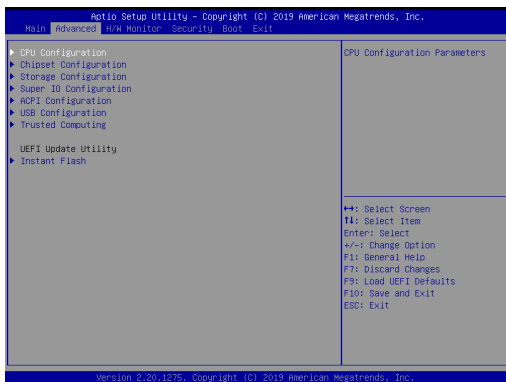 Aptio Setup Utility – Copyright (C) 2019 American Megatrends, Inc.
Main Advanced H/W Monitor Security Boot Exit
CPU Configuration
Chipset Configuration
Storage Configuration
Super IO Configuration
ACPI Configuration
USB Configuration
Trusted Computing
UEFI Update Utility
Instant Flash
CPU Configuration Parameters
↔: Select Screen
↑↓: Select Item
Enter: Select
+/-: Change Option
F1: General Help
F7: Discard Changes
F9: Load UEFI Defaults
F10: Save and Exit
ESC: Exit
Version 2.20.1275. Copyright (C) 2019 American Megatrends, Inc.